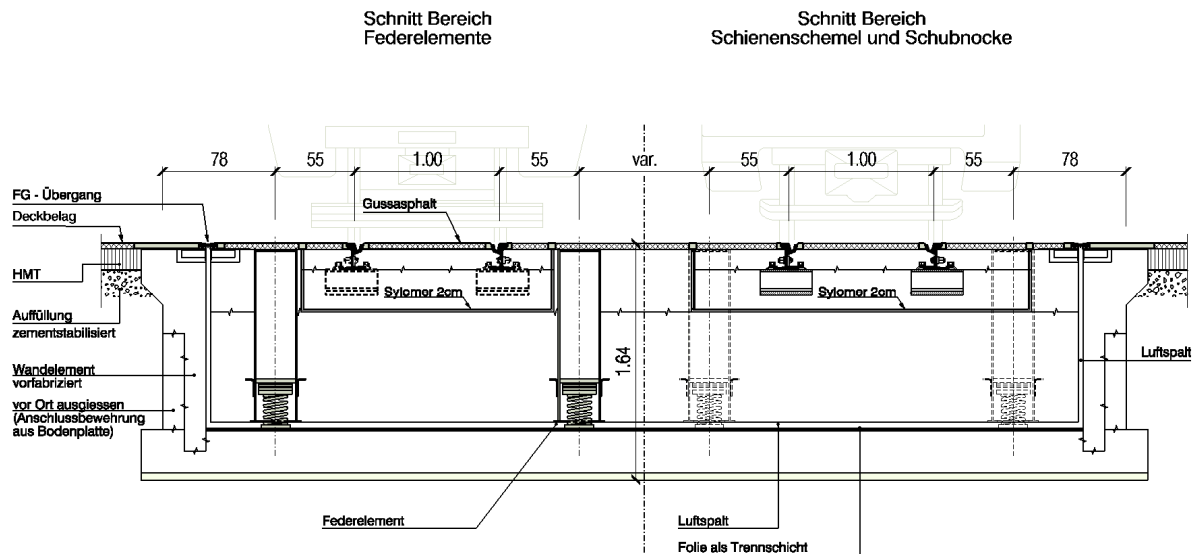 Schnitt Bereich
Federelemente
Schnitt Bereich
Schienenschemel und Schubnocke
78
55
1.00
55
var.
55
1.00
55
78
FG - Übergang
Deckbelag
Gussasphalt
HMT
Sylomer 2cm
Sylomer 2cm
Auffüllung
zementstabilisiert
1.64
Luftspalt
Wandelement
vorfabriziert
vor Ort ausgiessen
(Anschlussbewehrung
aus Bodenplatte)
Federelement
Luftspalt
Folie als Trennschicht